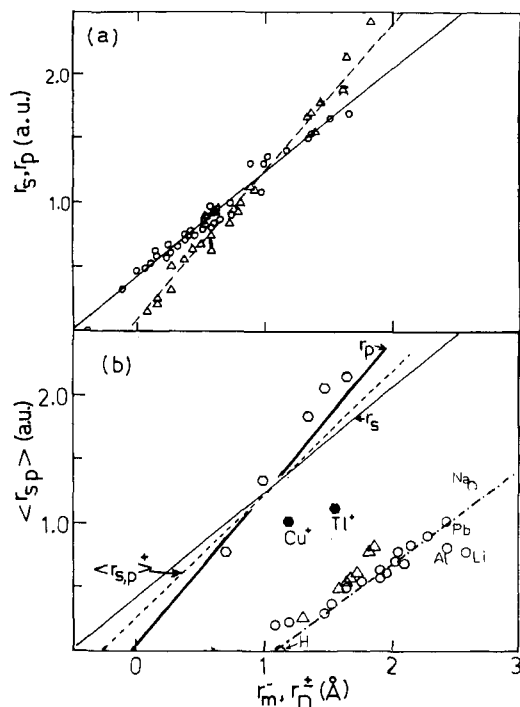 (a)
2.0
1.0
r_s, r_p (a.u.)
(b)
r_p
2.0
r_s
1.0
<r_sp> (a.u.)
<r_s,p>^+
Cu^+
Tl^+
Na
Pb
Al
Li
H
0 1 2 3
r_m^-, r_n^± (Å)